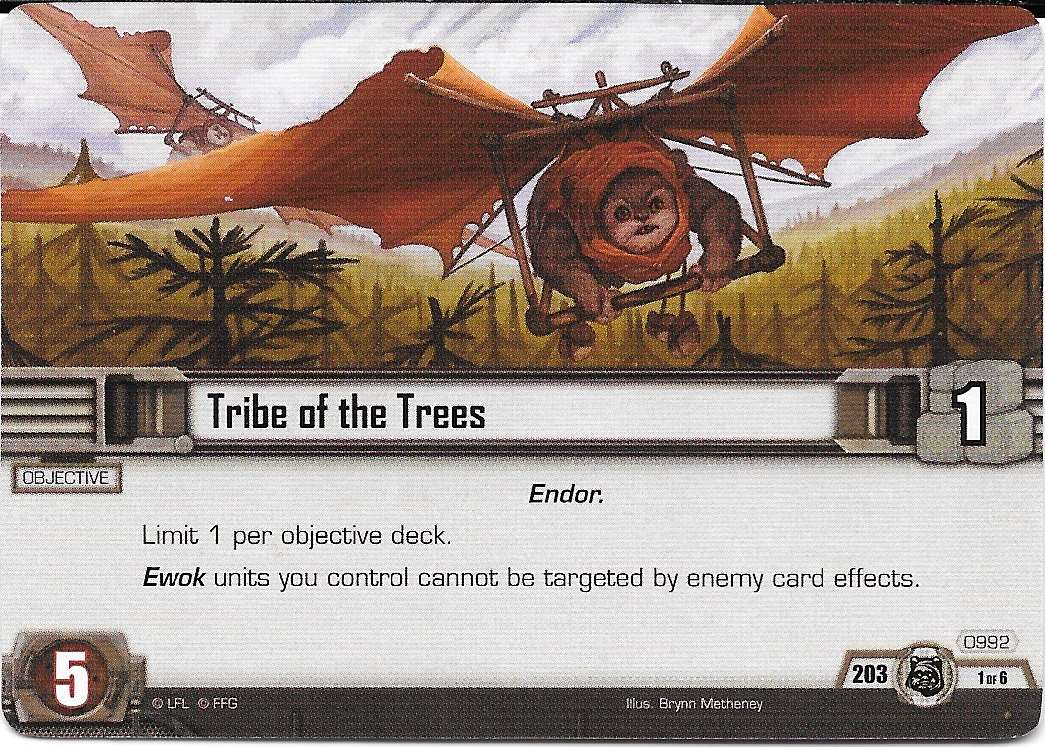 Tribe of the Trees
1
OBJECTIVE
Endor.
Limit 1 per objective deck.
Ewok units you control cannot be targeted by enemy card effects.
0992
5
203
1 OF 6
© LFL © FFG
Illus. Brynn Metheney